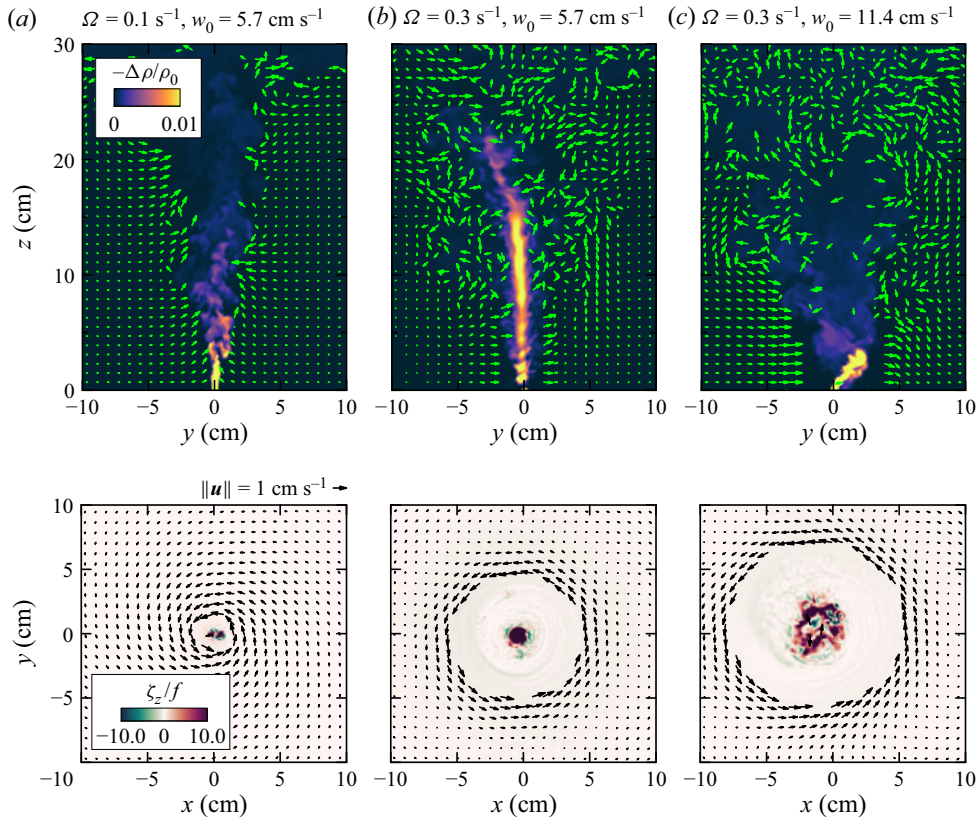 (a) Ω = 0.1 s⁻¹, w₀ = 5.7 cm s⁻¹ (b) Ω = 0.3 s⁻¹, w₀ = 5.7 cm s⁻¹ (c) Ω = 0.3 s⁻¹, w₀ = 11.4 cm s⁻¹
30
−Δρ/ρ₀
0 0.01
20
z (cm)
10
0
−10 −5 0 5 10 −10 −5 0 5 10 −10 −5 0 5 10
y (cm) y (cm) y (cm)
‖u‖ = 1 cm s⁻¹
10
5
y (cm)
0
−5
ζz/f
−10.0 0 10.0
−10
−10 −5 0 5 10 −10 −5 0 5 10 −10 −5 0 5 10
x (cm) x (cm) x (cm)